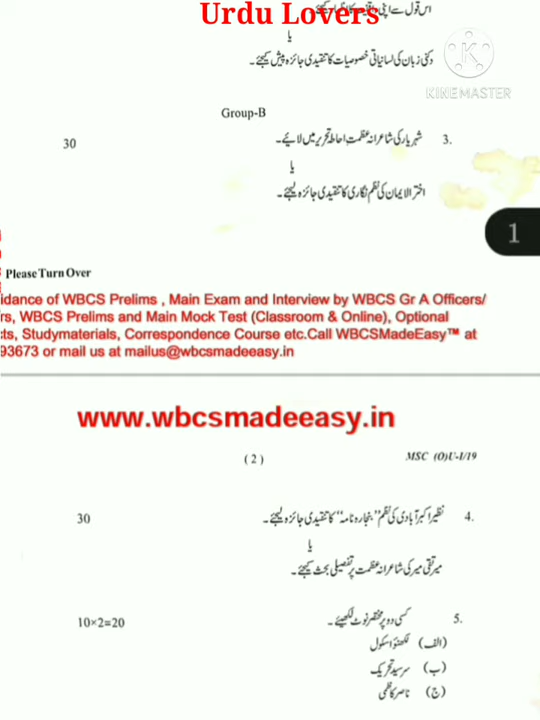 Urdu Lovers
اس قول سے اپنی
یا
دکنی زبان کی لسانیاتی خصوصیات کا تنقیدی جائزہ پیش کیجئے۔
KINEMASTER
Group-B
3. شہریار کی شاعرانہ عظمت احاطہ تحریر میں لائیے۔ 30
یا
اختر الایمان کی نظم نگاری کا تنقیدی جائزہ لیجئے۔
1
Please Turn Over
idance of WBCS Prelims , Main Exam and Interview by WBCS Gr A Officers/
rs, WBCS Prelims and Main Mock Test (Classroom & Online), Optional
ts, Studymaterials, Correspondence Course etc.Call WBCSMadeEasy™ at
93673 or mail us at mailus@wbcsmadeeasy.in
www.wbcsmadeeasy.in
(2) MSC (O)U-I/19
4. نظیر اکبر آبادی کی نظم "بنجارہ نامہ" کا تنقیدی جائزہ لیجئے۔ 30
یا
میر تقی میر کی شاعرانہ عظمت پر تفصیلی بحث کیجئے۔
5. کسی دو پر مختصر نوٹ لکھیئے۔ 10×2=20
(الف) لکھنؤ اسکول
(ب) سرسید تحریک
(ج) ناصر کاظمی